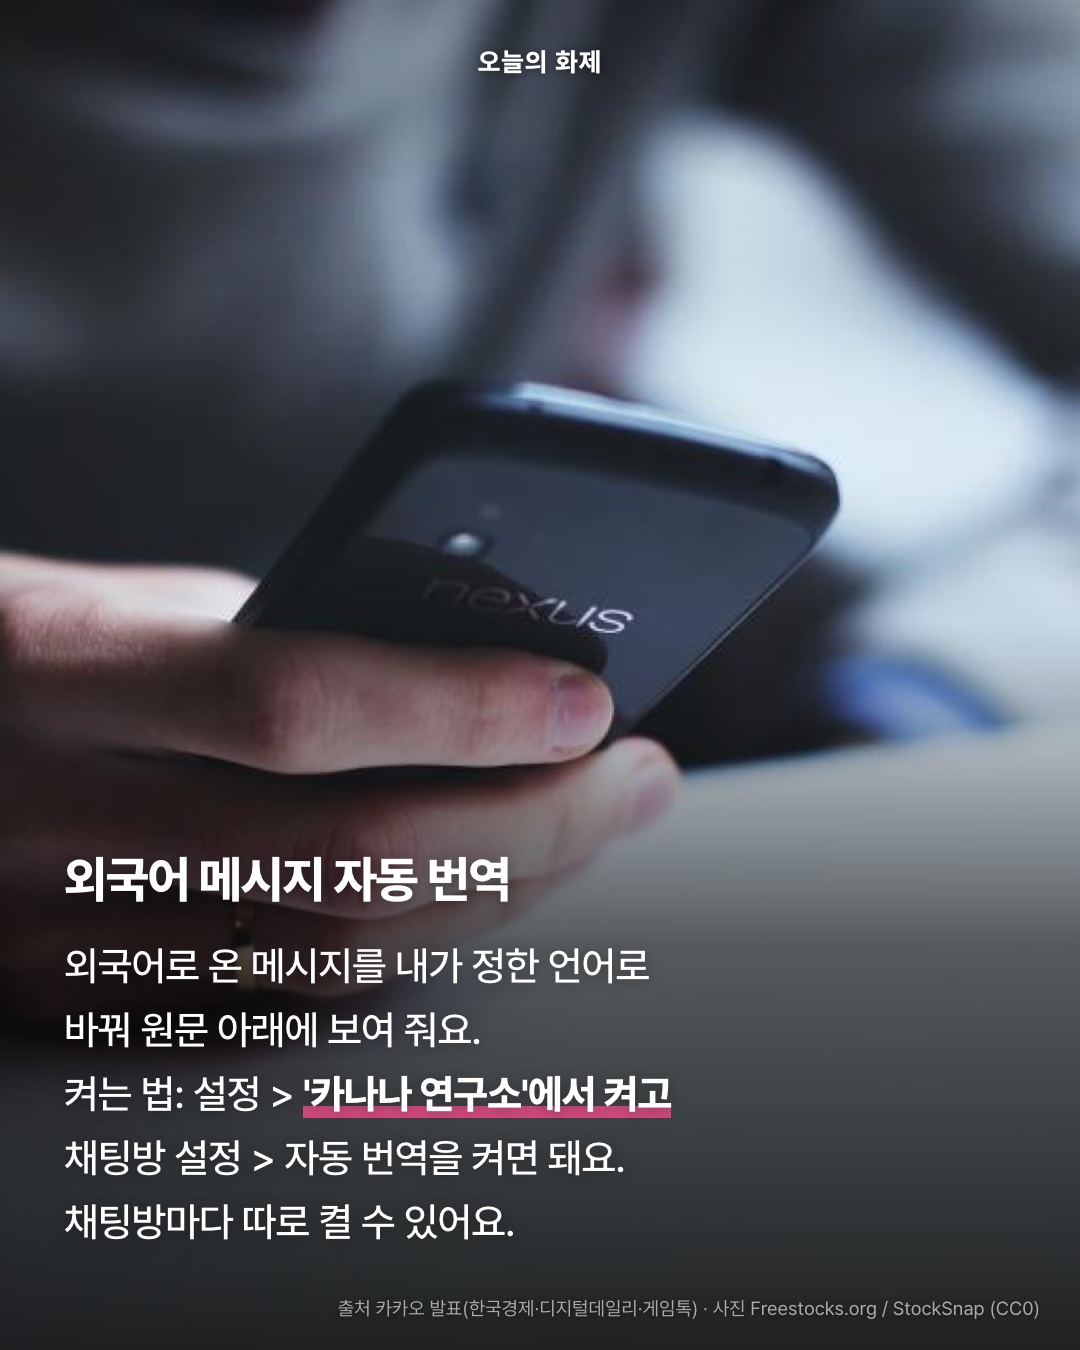 오늘의 화제
nexus
외국어 메시지 자동 번역
외국어로 온 메시지를 내가 정한 언어로
바꿔 원문 아래에 보여 줘요.
켜는 법: 설정 > '카나나 연구소'에서 켜고
채팅방 설정 > 자동 번역을 켜면 돼요.
채팅방마다 따로 켤 수 있어요.
출처 카카오 발표(한국경제·디지털데일리·게임톡) · 사진 Freestocks.org / StockSnap (CC0)